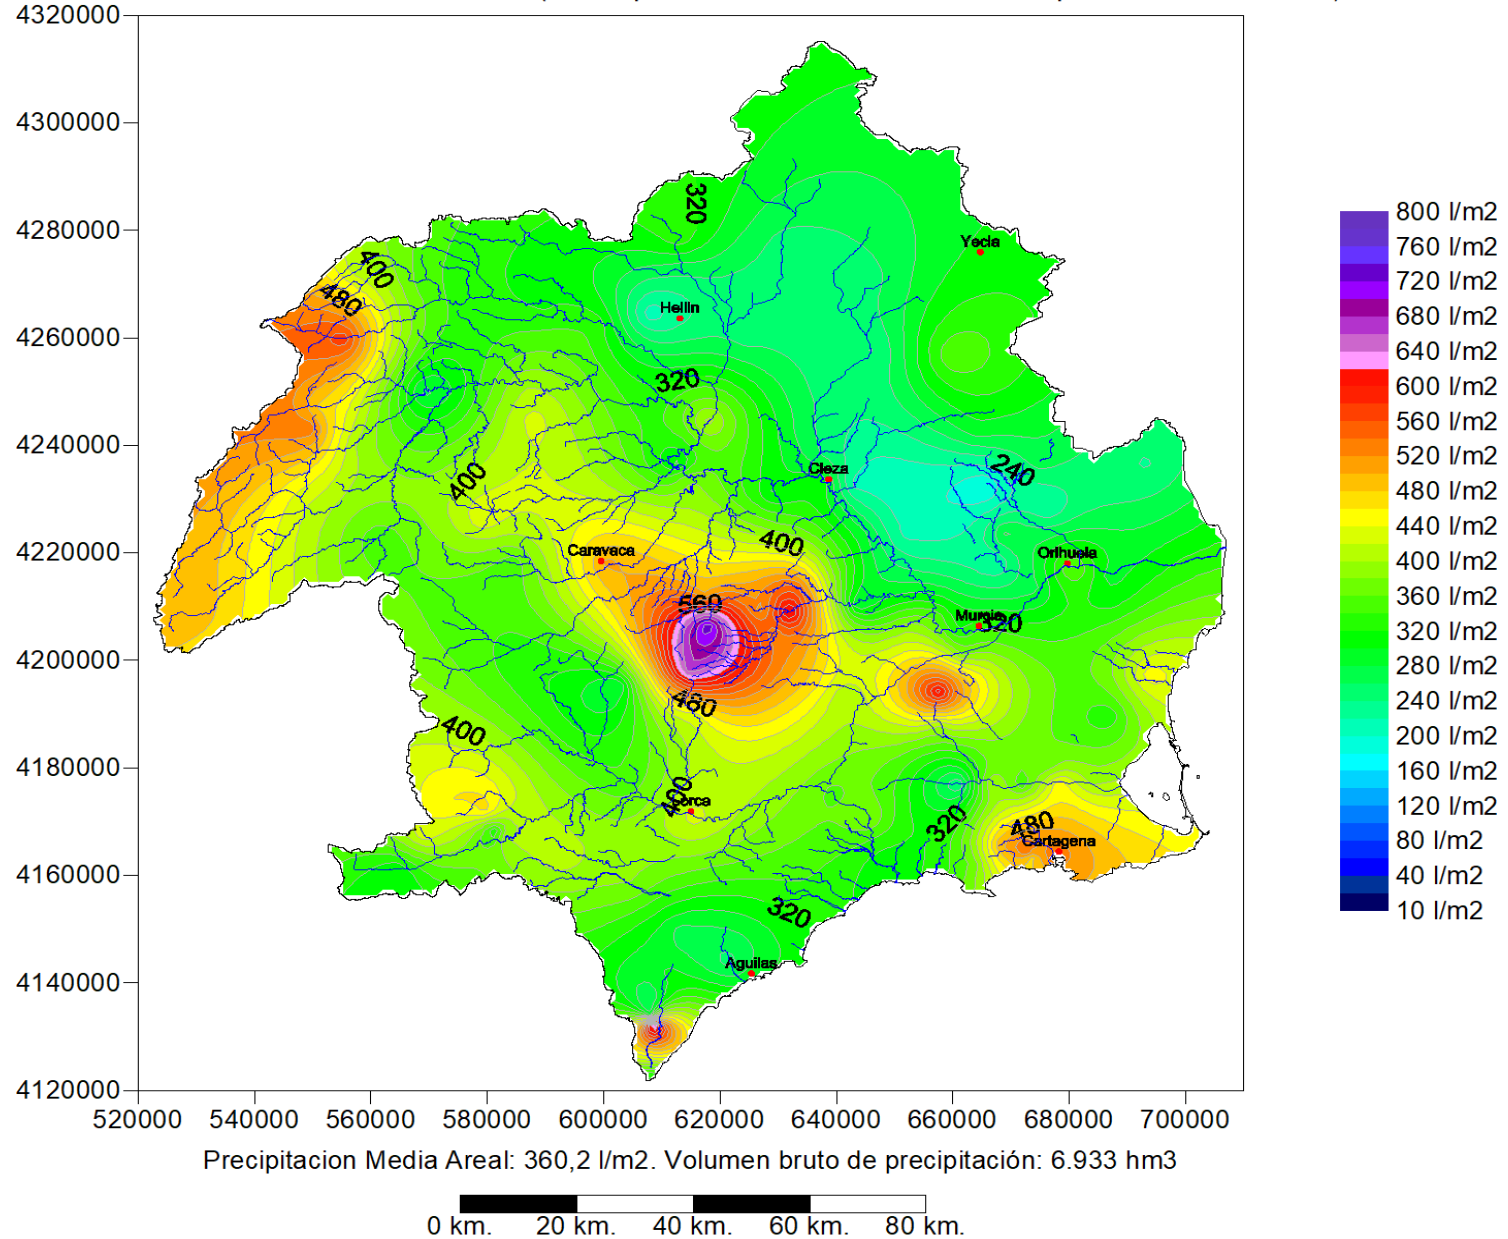 4320000
4300000
4280000
4260000
4240000
4220000
4200000
4180000
4160000
4140000
4120000
520000 540000 560000 580000 600000 620000 640000 660000 680000 700000
320
Yecla
400
480
Hellin
320
Cieza
240
400
Caravaca
400
Orihuela
560
Murcia
320
480
400
400
Lorca
320
480
Cartagena
320
Aguilas
800 l/m2
760 l/m2
720 l/m2
680 l/m2
640 l/m2
600 l/m2
560 l/m2
520 l/m2
480 l/m2
440 l/m2
400 l/m2
360 l/m2
320 l/m2
280 l/m2
240 l/m2
200 l/m2
160 l/m2
120 l/m2
80 l/m2
40 l/m2
10 l/m2
Precipitacion Media Areal: 360,2 l/m2. Volumen bruto de precipitación: 6.933 hm3
0 km. 20 km. 40 km. 60 km. 80 km.